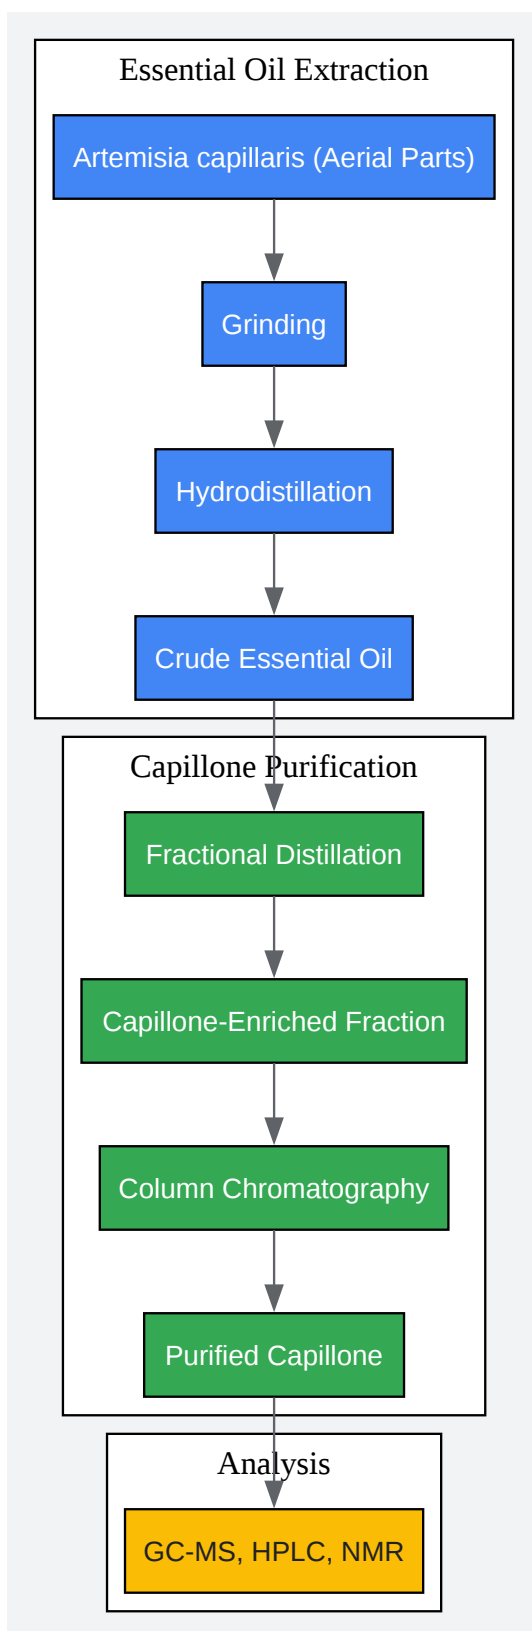 Essential Oil Extraction
Artemisia capillaris (Aerial Parts)
Grinding
Hydrodistillation
Crude Essential Oil
Capillone Purification
Fractional Distillation
Capillone-Enriched Fraction
Column Chromatography
Purified Capillone
Analysis
GC-MS, HPLC, NMR